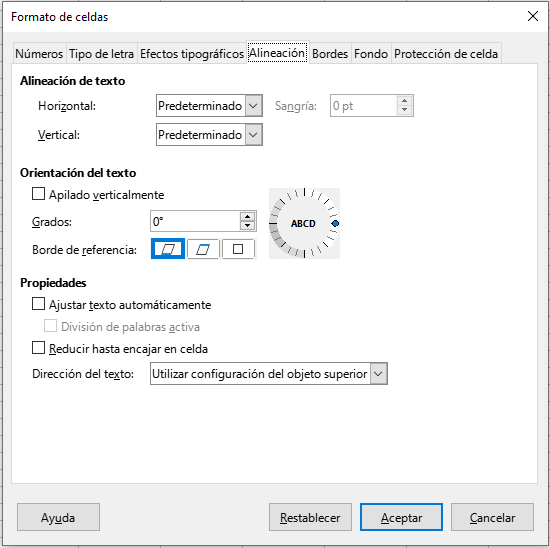 Formato de celdas
Números Tipo de letra Efectos tipográficos Alineación Bordes Fondo Protección de celda
Alineación de texto
Horizontal: Predeterminado Sangría: 0 pt
Vertical: Predeterminado
Orientación del texto
Apilado verticalmente
Grados: 0° ABCD
Borde de referencia:
Propiedades
Ajustar texto automáticamente
División de palabras activa
Reducir hasta encajar en celda
Dirección del texto: Utilizar configuración del objeto superior
Ayuda Restablecer Aceptar Cancelar